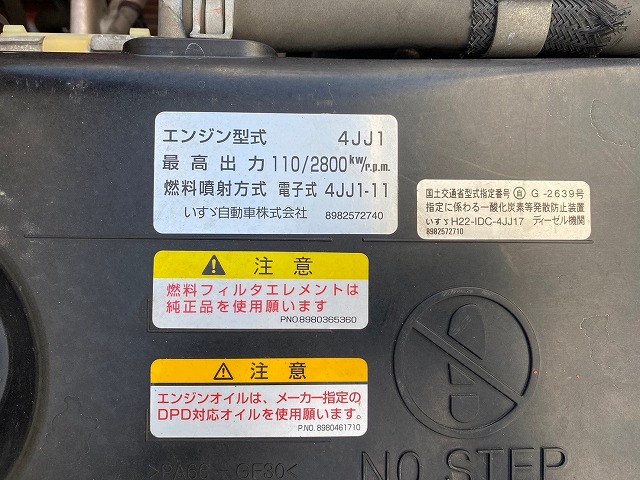 エンジン型式 4JJ1
最高出力 110/2800kW/r.p.m.
燃料噴射方式 電子式 4JJ1-11
いすゞ自動車株式会社 8982572740
国土交通省型式指定番号 自 G-2639号
指定に係わる一酸化炭素等発散防止装置
いすゞH22-IDC-4JJ17 ディーゼル機関
8982572710
注意
燃料フィルタエレメントは
純正品を使用願います
PNO.8980365360
注意
エンジンオイルは、メーカー指定の
DPD対応オイルを使用願います。
P.NO. 8980461710
>PA66-GF30<
NO STEP